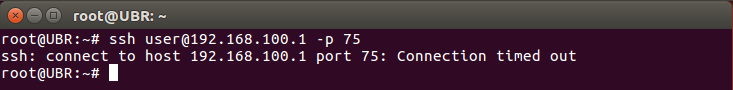 root@UBR: ~
root@UBR:~# ssh user@192.168.100.1 -p 75
ssh: connect to host 192.168.100.1 port 75: Connection timed out
root@UBR:~#